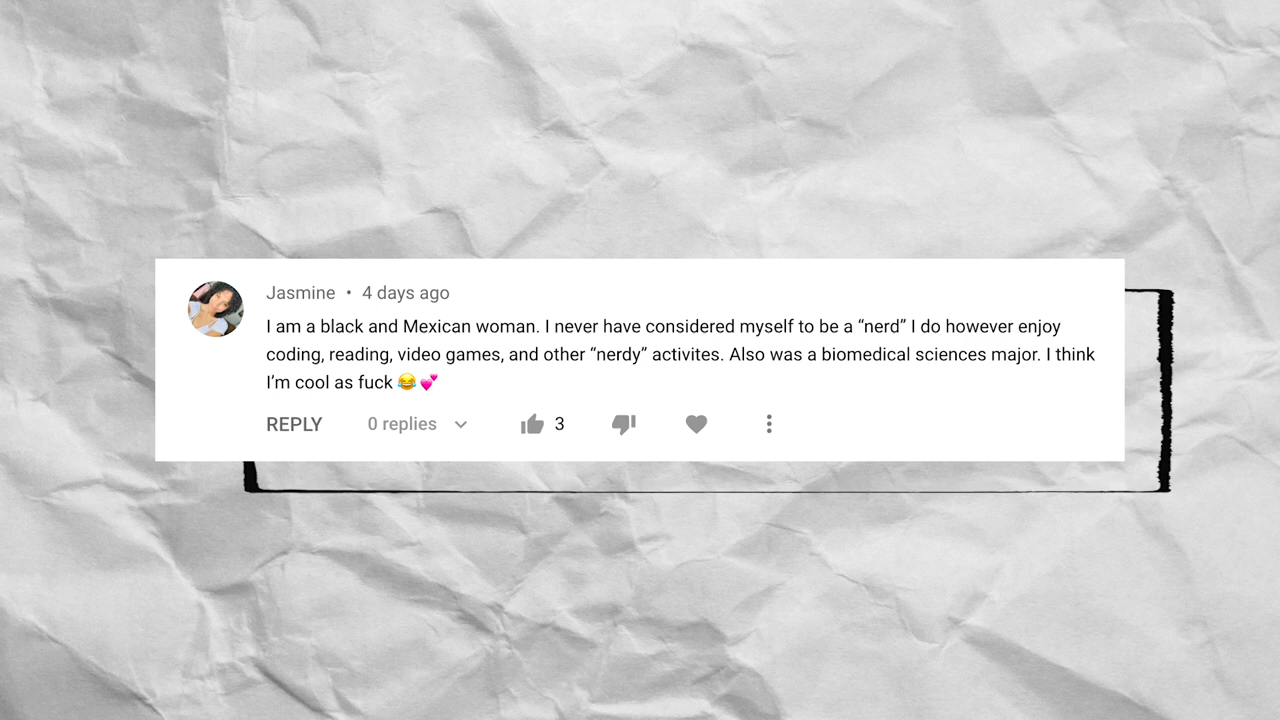 Jasmine • 4 days ago
I am a black and Mexican woman. I never have considered myself to be a “nerd” I do however enjoy
coding, reading, video games, and other “nerdy” activites. Also was a biomedical sciences major. I think
I’m cool as fuck 😂 💕
REPLY 0 replies 3